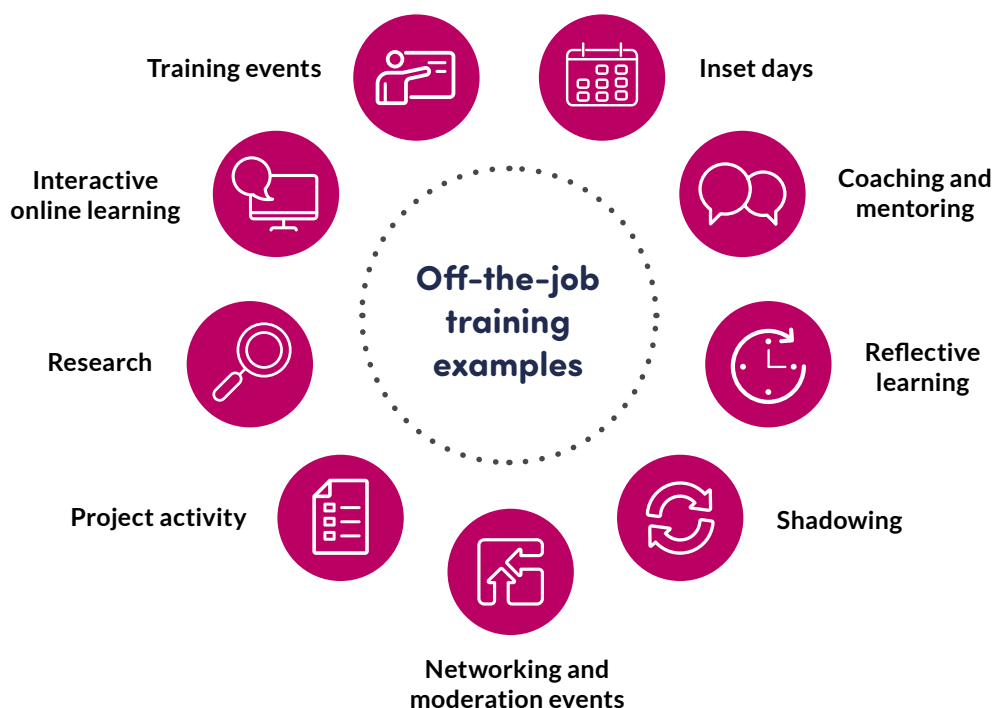 Off-the-job
training
examples
Training events
Inset days
Coaching and
mentoring
Reflective
learning
Shadowing
Networking and
moderation events
Project activity
Research
Interactive
online learning